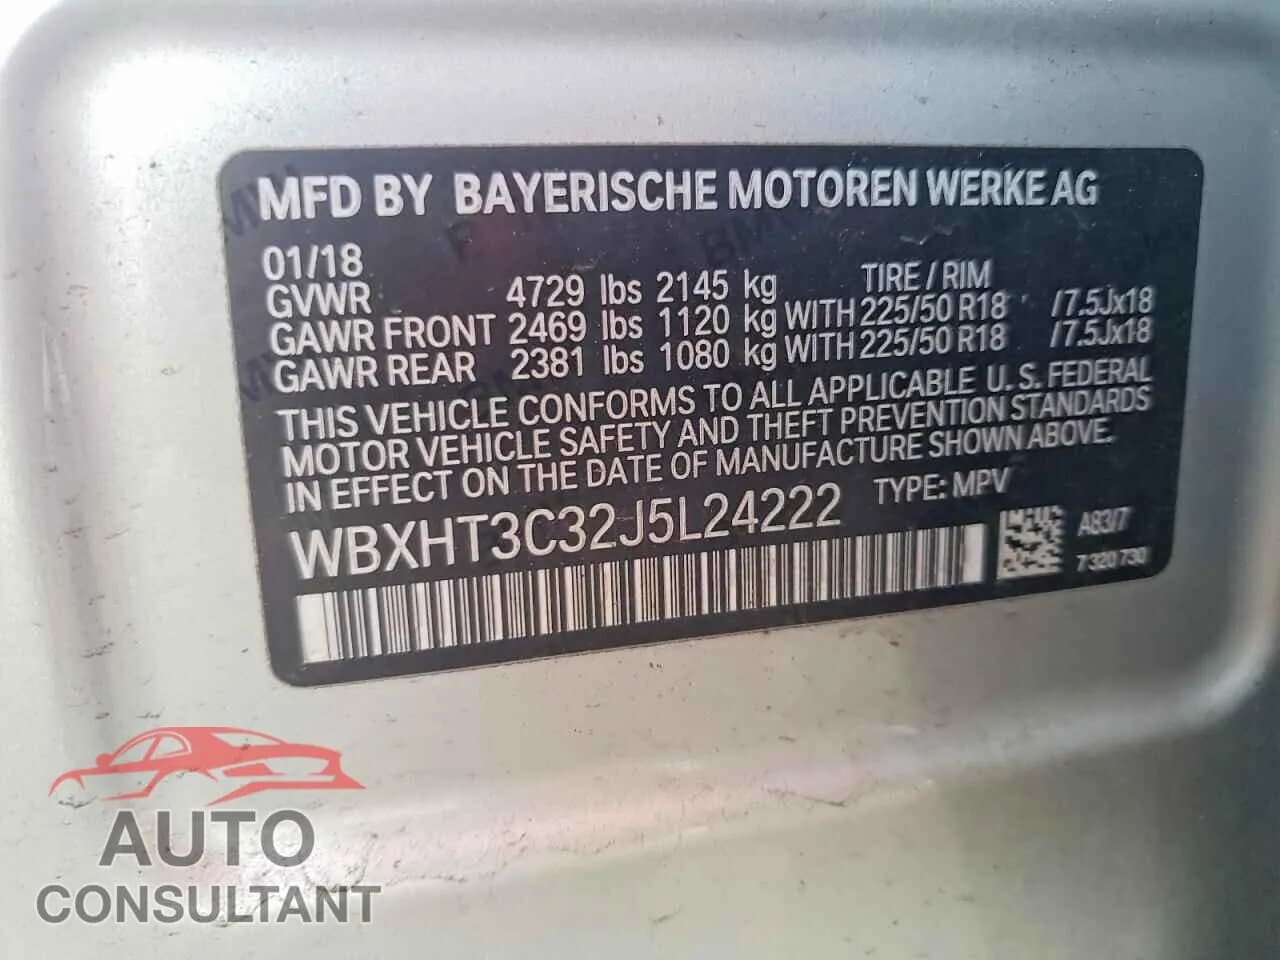 MFD BY BAYERISCHE MOTOREN WERKE AG
01/18
TIRE / RIM
GVWR 4729 lbs 2145 kg
GAWR FRONT 2469 lbs 1120 kg WITH 225/50 R18 /7.5Jx18
GAWR REAR 2381 lbs 1080 kg WITH 225/50 R18 /7.5Jx18
THIS VEHICLE CONFORMS TO ALL APPLICABLE U.S. FEDERAL
MOTOR VEHICLE SAFETY AND THEFT PREVENTION STANDARDS
IN EFFECT ON THE DATE OF MANUFACTURE SHOWN ABOVE.
WBXHT3C32J5L24222 TYPE: MPV
A83/7
7 320 730
AUTO
CONSULTANT